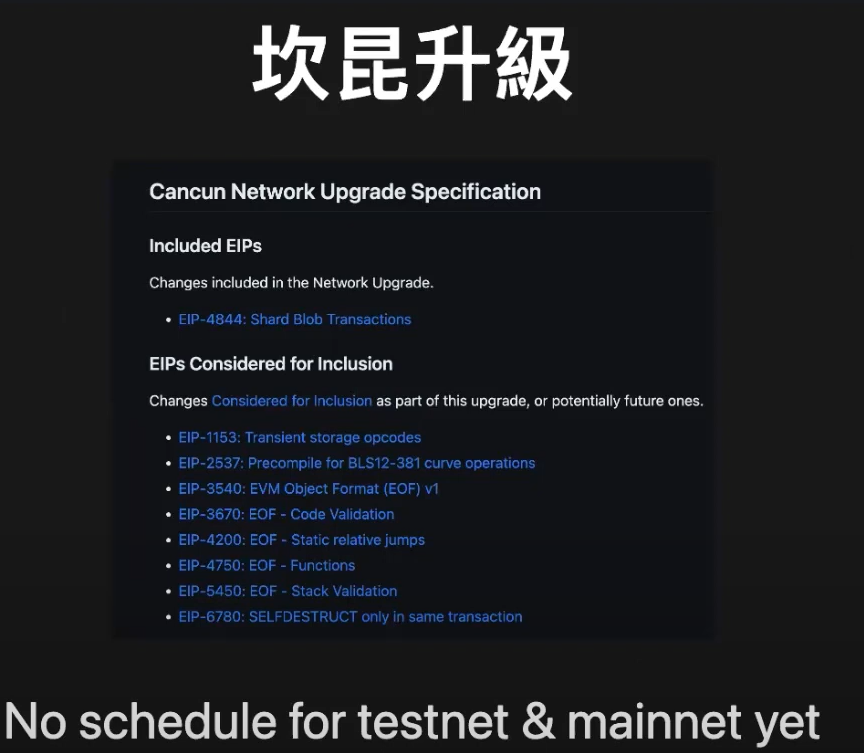 坎昆升級
Cancun Network Upgrade Specification
Included EIPs
Changes included in the Network Upgrade.
• EIP-4844: Shard Blob Transactions
EIPs Considered for Inclusion
Changes Considered for Inclusion as part of this upgrade, or potentially future ones.
• EIP-1153: Transient storage opcodes
• EIP-2537: Precompile for BLS12-381 curve operations
• EIP-3540: EVM Object Format (EOF) v1
• EIP-3670: EOF - Code Validation
• EIP-4200: EOF - Static relative jumps
• EIP-4750: EOF - Functions
• EIP-5450: EOF - Stack Validation
• EIP-6780: SELFDESTRUCT only in same transaction
No schedule for testnet & mainnet yet